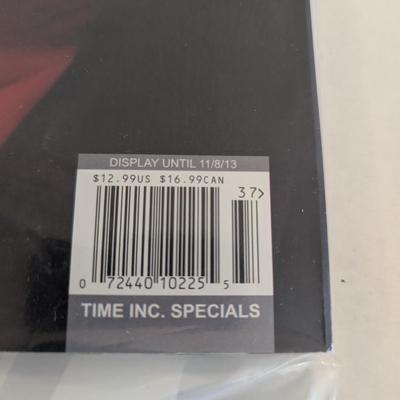 DISPLAY UNTIL 11/8/13
$12.99US $16.99CAN
37>
0 72440 10225 5
TIME INC. SPECIALS